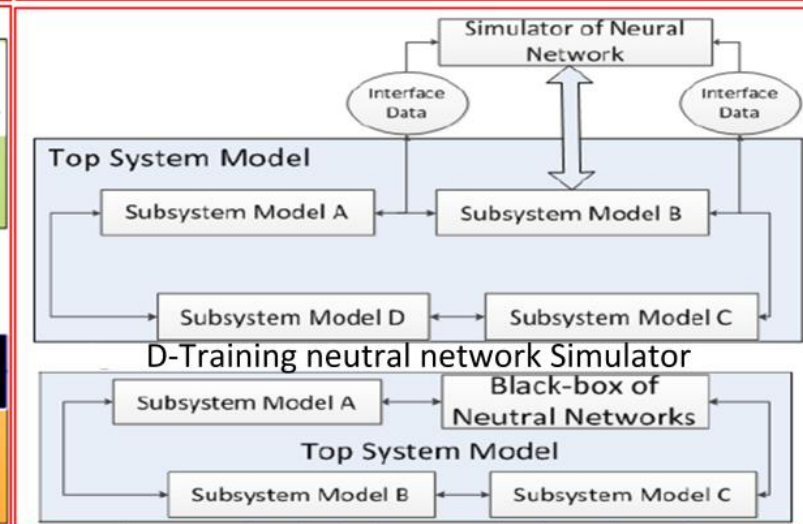 Simulator of Neural
Network
Interface
Data
Interface
Data
Top System Model
Subsystem Model A
Subsystem Model B
Subsystem Model D
Subsystem Model C
D-Training neutral network Simulator
Subsystem Model A
Black-box of
Neutral Networks
Top System Model
Subsystem Model B
Subsystem Model C